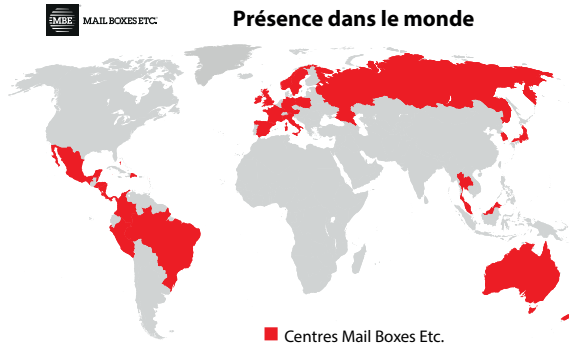 MBE
MAIL BOXES ETC.
Présence dans le monde
Centres Mail Boxes Etc.